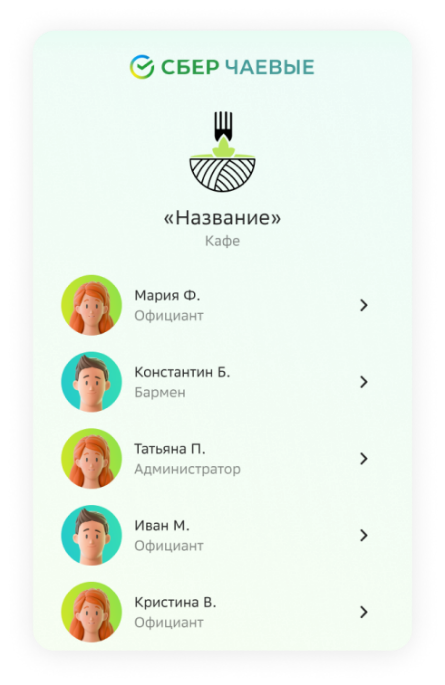 СБЕР ЧАЕВЫЕ
«Название»
Кафе
Мария Ф.
Официант
Константин Б.
Бармен
Татьяна П.
Администратор
Иван М.
Официант
Кристина В.
Официант